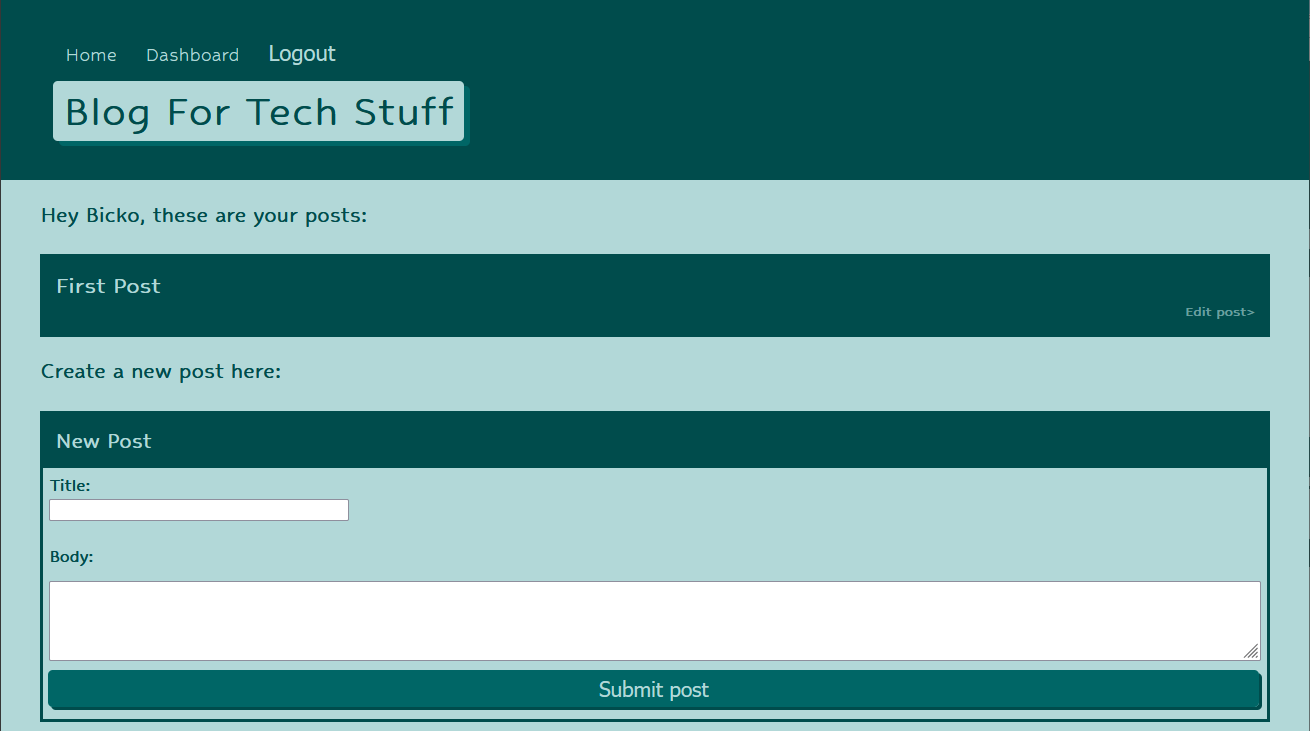 Home Dashboard Logout
Blog For Tech Stuff
Hey Bicko, these are your posts:
First Post
Edit post>
Create a new post here:
New Post
Title:
Body:
Submit post